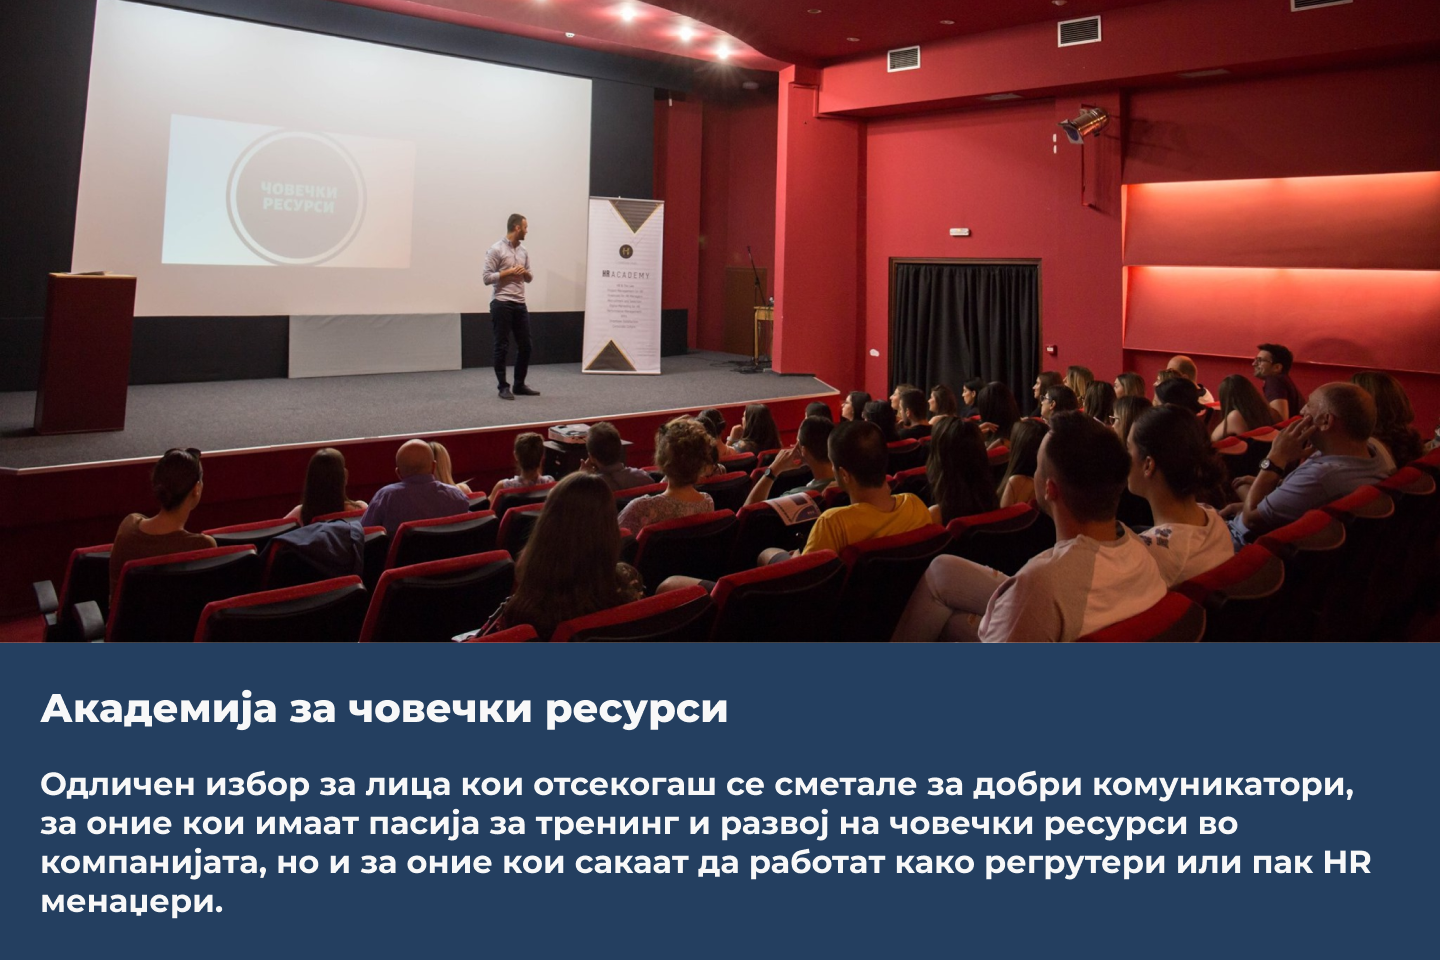 ЧОВЕЧКИ
РЕСУРСИ
HR ACADEMY
Академија за човечки ресурси
Одличен избор за лица кои отсекогаш се сметале за добри комуникатори,
за оние кои имаат пасија за тренинг и развој на човечки ресурси во
компанијата, но и за оние кои сакаат да работат како регрутери или пак HR
менаџери.